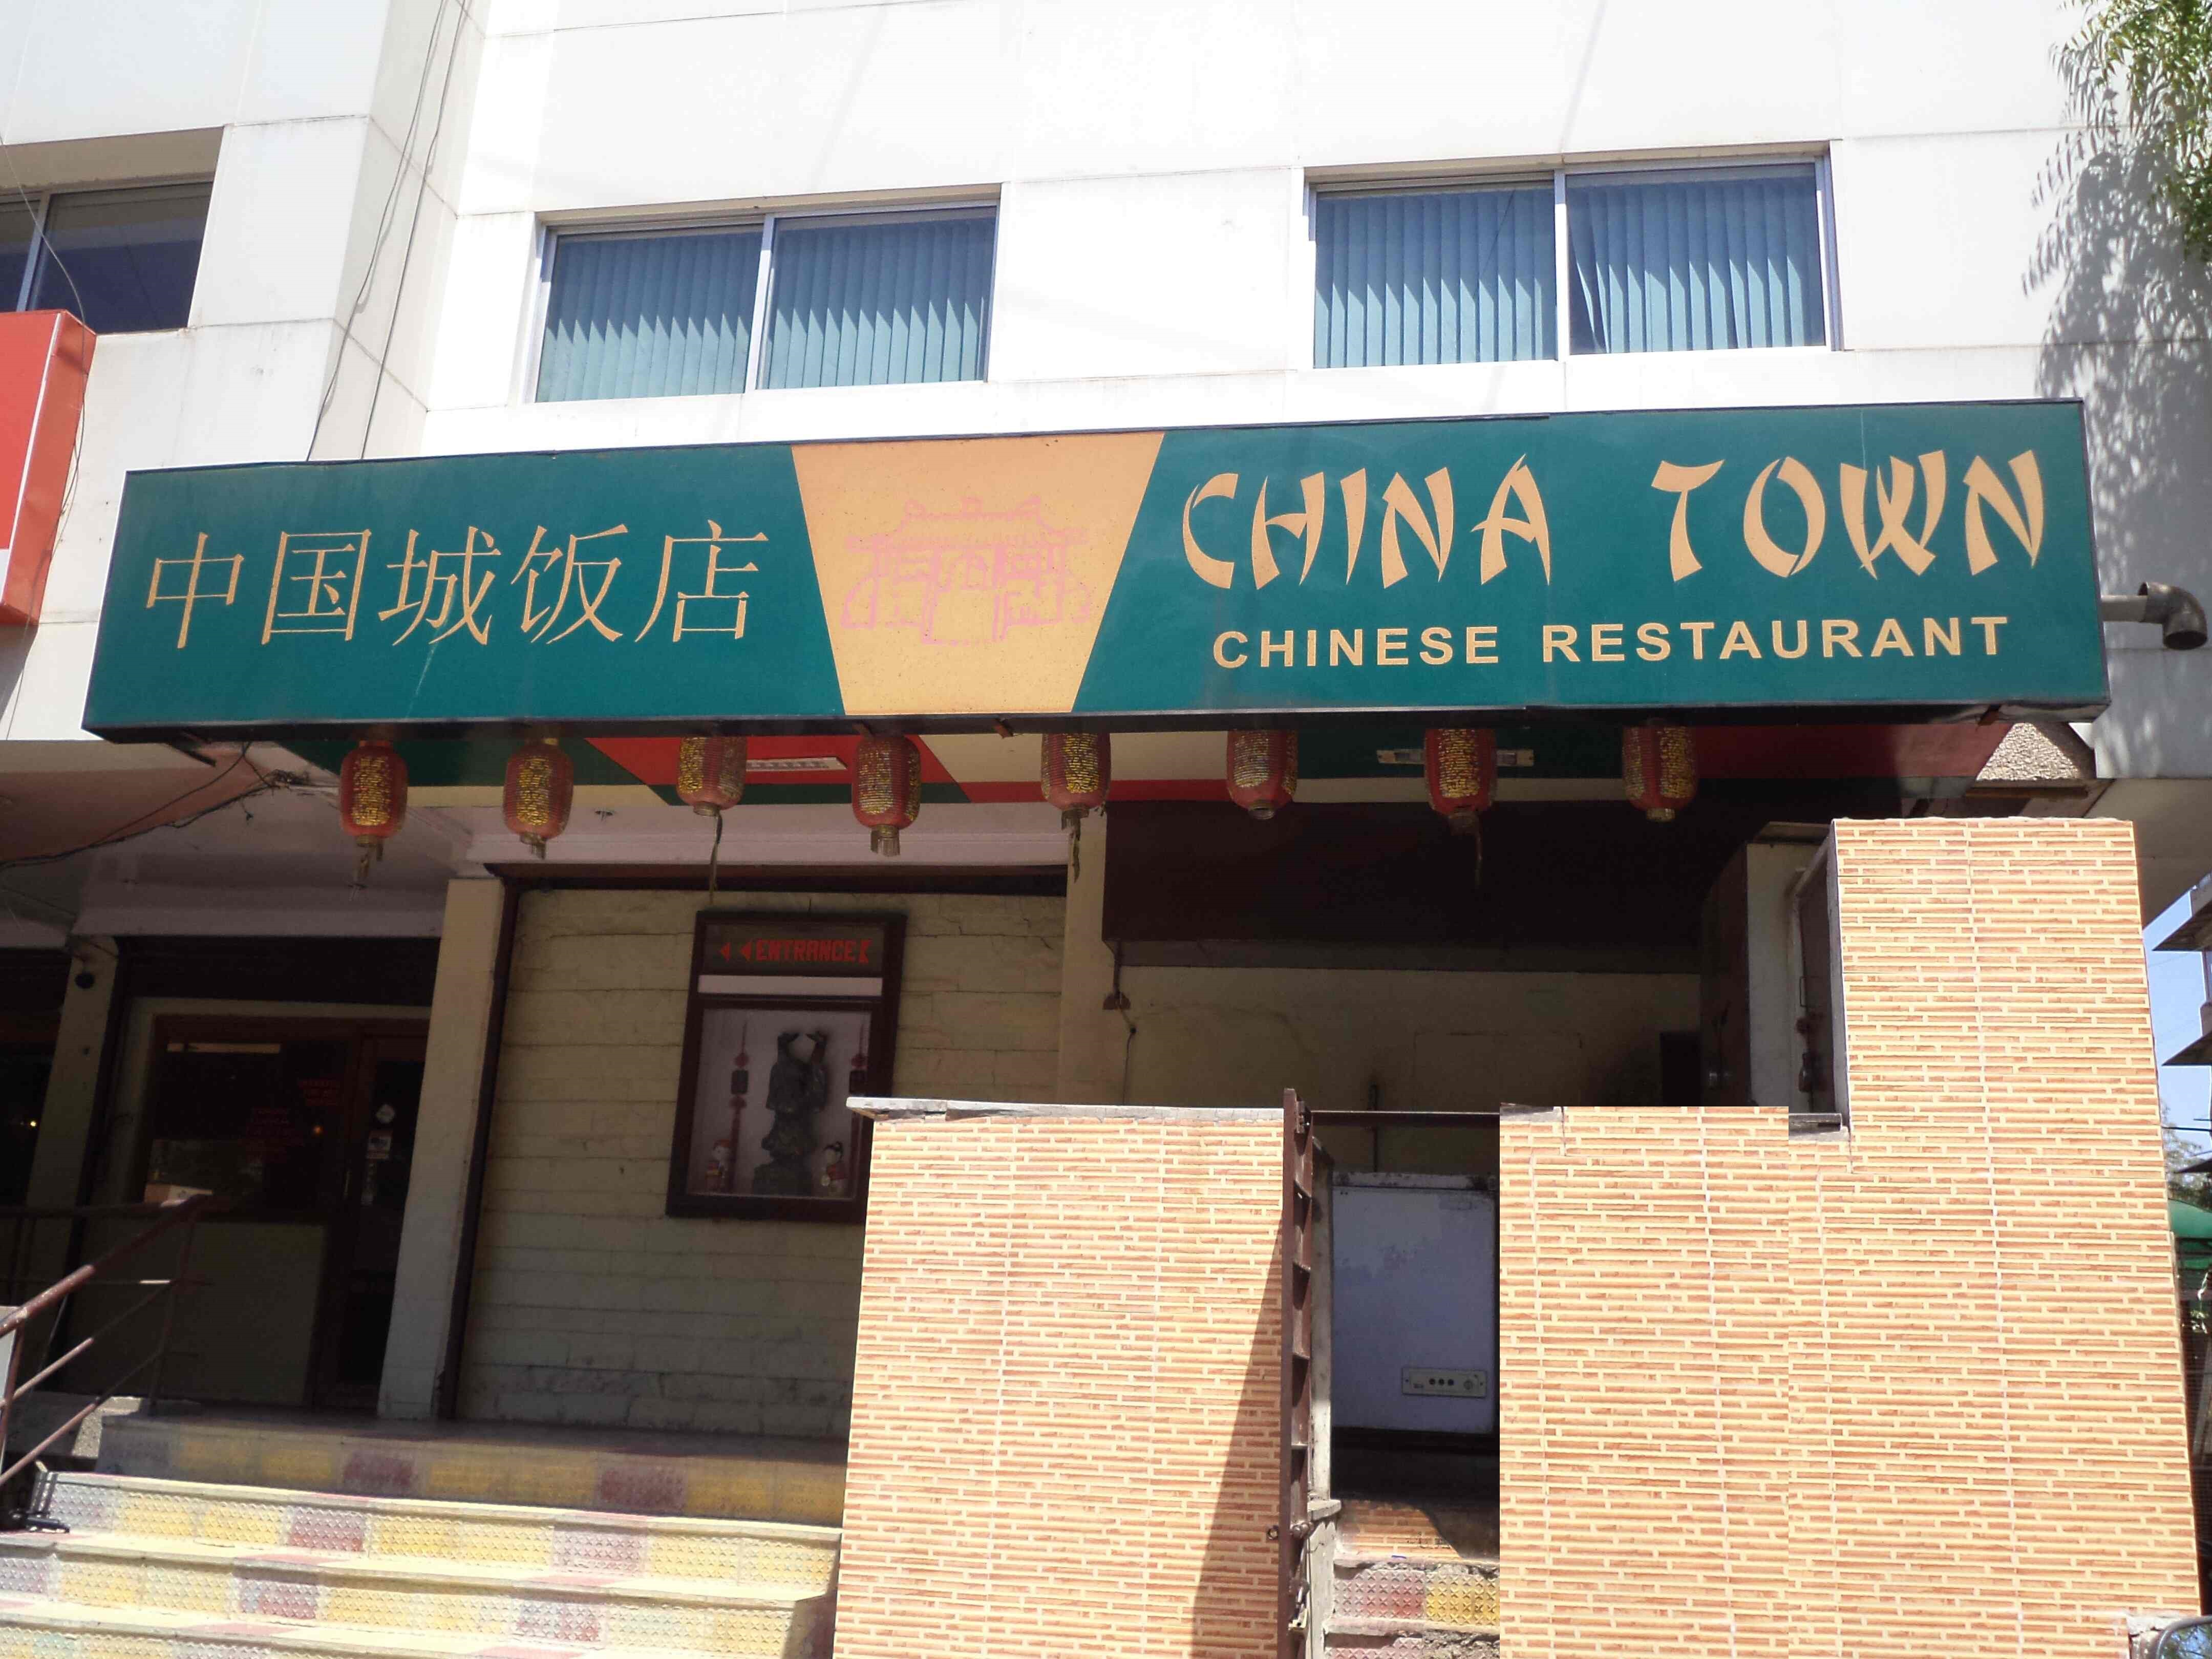 中国城饭店
CHINA TOWN
CHINESE RESTAURANT
ENTRANCE